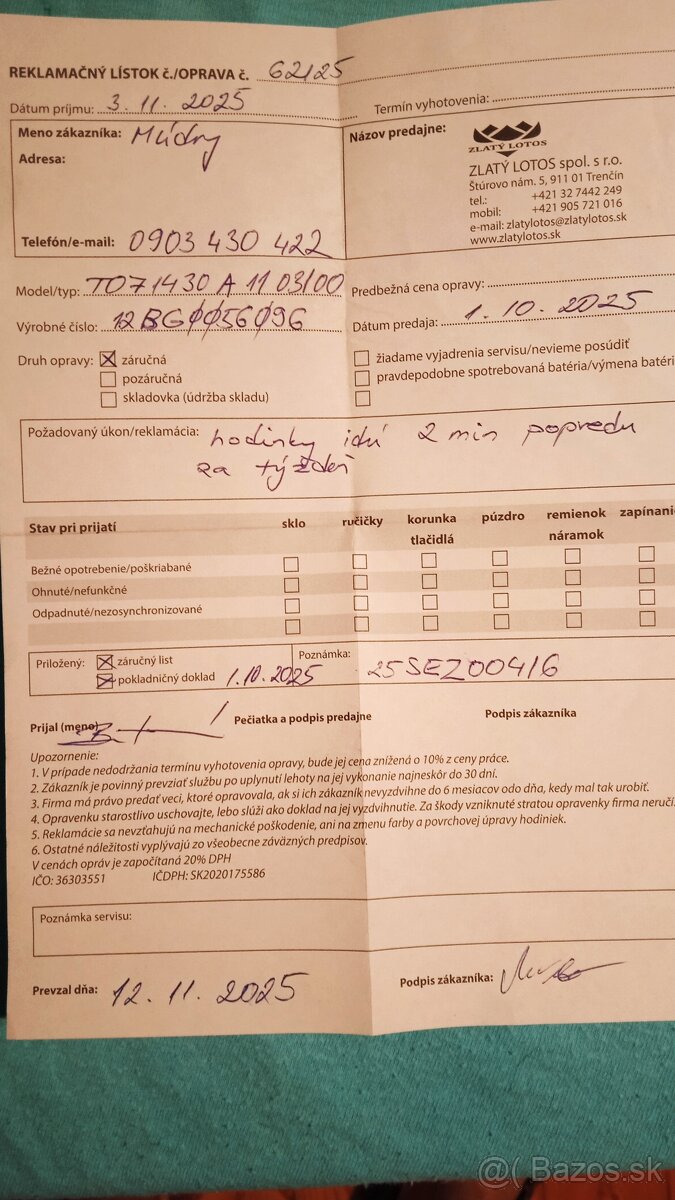 REKLAMAČNÝ LÍSTOK č./OPRAVA č. 62/25
Dátum príjmu: 3. 11. 2025
Termín vyhotovenia:
Meno zákazníka: Múdry
Adresa:
Telefón/e-mail: 0903 430 422
Názov predajne:
ZLATÝ LOTOS
ZLATÝ LOTOS spol. s r.o.
Štúrovo nám. 5, 911 01 Trenčín
tel.: +421 32 7442 249
mobil: +421 905 721 016
e-mail: zlatylotos@zlatylotos.sk
www.zlatylotos.sk
Model/typ: T071430 A 11 03/00
Predbežná cena opravy:
Výrobné číslo: 12BG0056096
Dátum predaja: 1. 10. 2025
Druh opravy: záručná
pozáručná
skladovka (údržba skladu)
žiadame vyjadrenia servisu/nevieme posúdiť
pravdepodobne spotrebovaná batéria/výmena batéri
Požadovaný úkon/reklamácia: hodinky idú 2 min popredu
za týždeň
Stav pri prijatí sklo ručičky korunka tlačidlá púzdro remienok náramok zapínani
Bežné opotrebenie/poškriabané
Ohnuté/nefunkčné
Odpadnuté/nezosynchronizované
Priložený: záručný list
pokladničný doklad 1.10.2025
Poznámka: 25SEZ00416
Prijal (meno)
Pečiatka a podpis predajne
Podpis zákazníka
Upozornenie:
1. V prípade nedodržania termínu vyhotovenia opravy, bude jej cena znížená o 10% z ceny práce.
2. Zákazník je povinný prevziať službu po uplynutí lehoty na jej vykonanie najneskôr do 30 dní.
3. Firma má právo predať veci, ktoré opravovala, ak si ich zákazník nevyzdvihne do 6 mesiacov odo dňa, kedy mal tak urobiť.
4. Opravenku starostlivo uschovajte, lebo slúži ako doklad na jej vyzdvihnutie. Za škody vzniknuté stratou opravenky firma neručí.
5. Reklamácie sa nevzťahujú na mechanické poškodenie, ani na zmenu farby a povrchovej úpravy hodiniek.
6. Ostatné náležitosti vyplývajú zo všeobecne záväzných predpisov.
V cenách opráv je započítaná 20% DPH
IČO: 36303551 IČDPH: SK2020175586
Poznámka servisu:
Prevzal dňa: 12. 11. 2025
Podpis zákazníka:
@( Bazos.sk